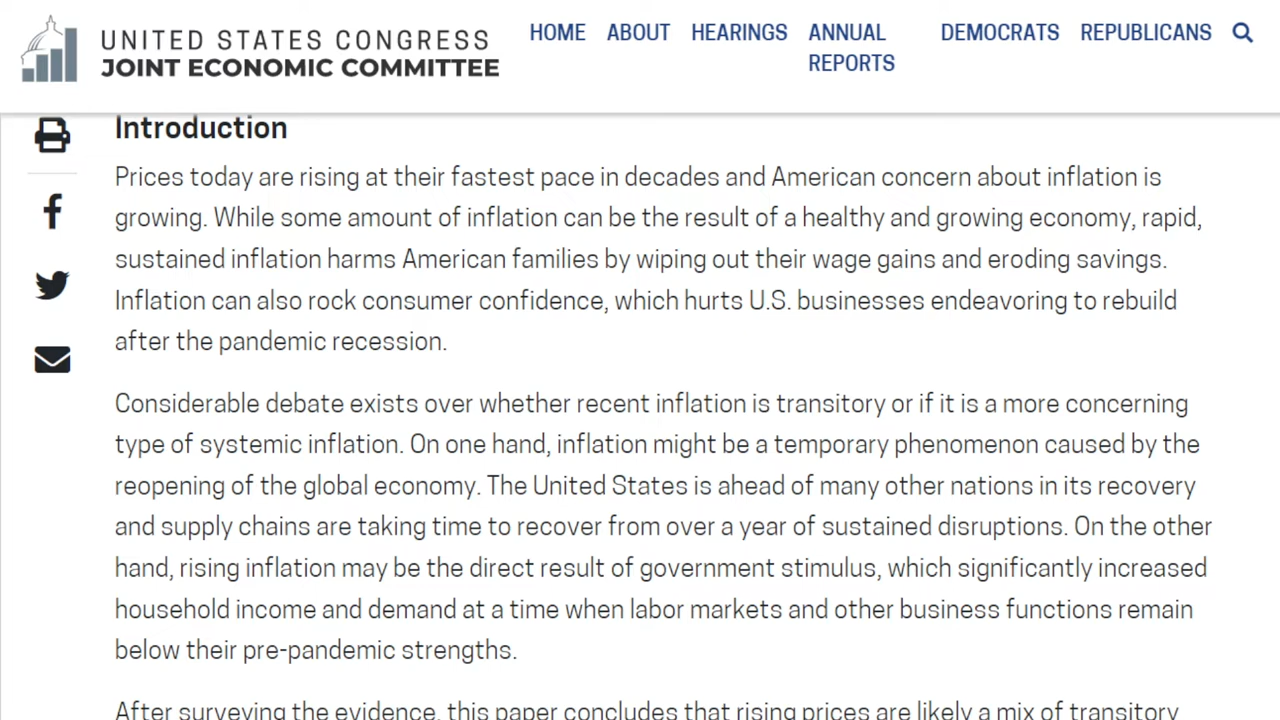 UNITED STATES CONGRESS
JOINT ECONOMIC COMMITTEE
HOME ABOUT HEARINGS ANNUAL REPORTS DEMOCRATS REPUBLICANS
Introduction
Prices today are rising at their fastest pace in decades and American concern about inflation is
growing. While some amount of inflation can be the result of a healthy and growing economy, rapid,
sustained inflation harms American families by wiping out their wage gains and eroding savings.
Inflation can also rock consumer confidence, which hurts U.S. businesses endeavoring to rebuild
after the pandemic recession.
Considerable debate exists over whether recent inflation is transitory or if it is a more concerning
type of systemic inflation. On one hand, inflation might be a temporary phenomenon caused by the
reopening of the global economy. The United States is ahead of many other nations in its recovery
and supply chains are taking time to recover from over a year of sustained disruptions. On the other
hand, rising inflation may be the direct result of government stimulus, which significantly increased
household income and demand at a time when labor markets and other business functions remain
below their pre-pandemic strengths.
After surveying the evidence, this paper concludes that rising prices are likely a mix of transitory